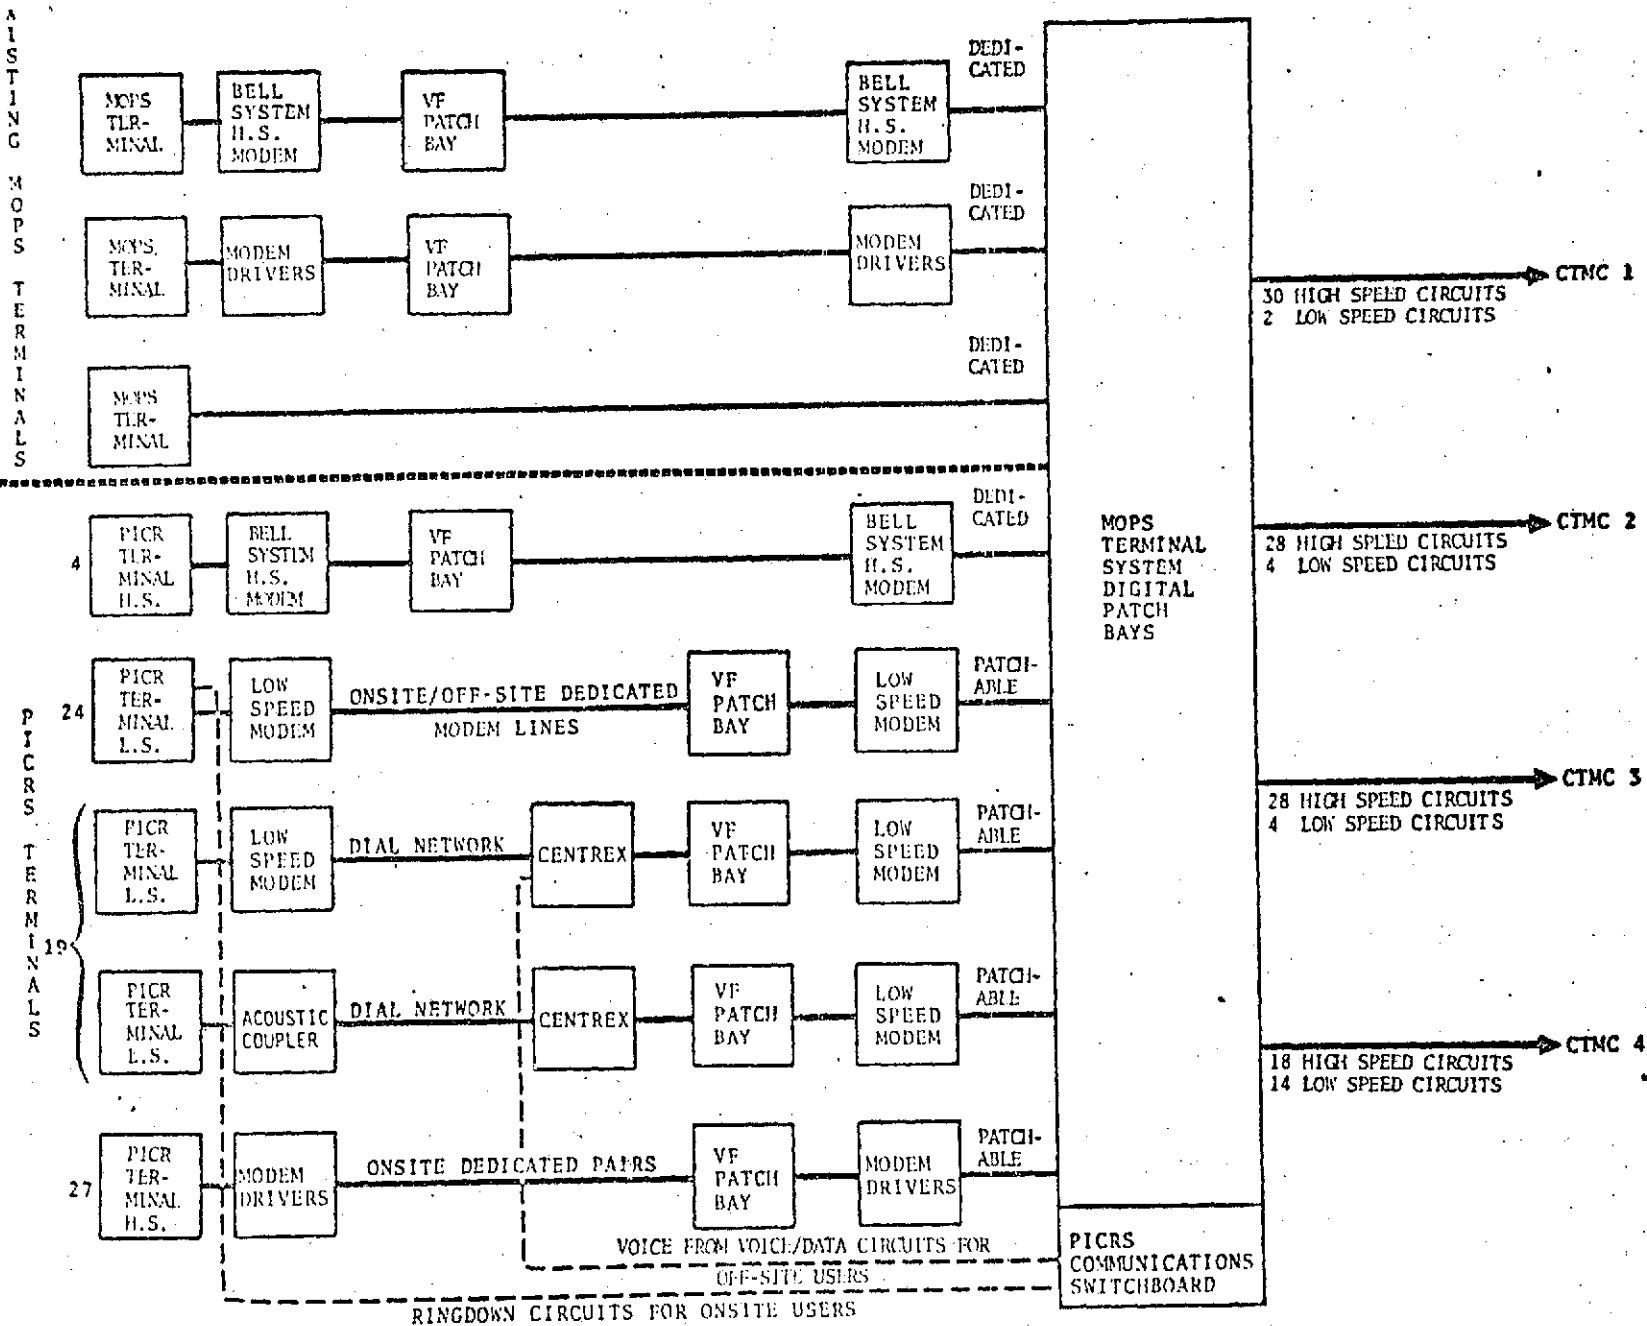 XISTING MOPS TERMINALS
MOPS
TER-
MINAL
BELL
SYSTEM
H.S.
MODEM
VF
PATCH
BAY
BELL
SYSTEM
H.S.
MODEM
DEDI-
CATED
MOPS
TER-
MINAL
MODEM
DRIVERS
VF
PATCH
BAY
MODEM
DRIVERS
DEDI-
CATED
MOPS
TER-
MINAL
DEDI-
CATED
PICRS TERMINALS
4
PICR
TER-
MINAL
H.S.
BELL
SYSTEM
H.S.
MODEM
VF
PATCH
BAY
BELL
SYSTEM
H.S.
MODEM
DEDI-
CATED
24
PICR
TER-
MINAL
L.S.
LOW
SPEED
MODEM
ONSITE/OFF-SITE DEDICATED
MODEM LINES
VF
PATCH
BAY
LOW
SPEED
MODEM
PATCH-
ABLE
19
PICR
TER-
MINAL
L.S.
LOW
SPEED
MODEM
DIAL NETWORK
CENTREX
VF
PATCH
BAY
LOW
SPEED
MODEM
PATCH-
ABLE
PICR
TER-
MINAL
L.S.
ACOUSTIC
COUPLER
DIAL NETWORK
CENTREX
VF
PATCH
BAY
LOW
SPEED
MODEM
PATCH-
ABLE
27
PICR
TER-
MINAL
H.S.
MODEM
DRIVERS
ONSITE DEDICATED PAIRS
VF
PATCH
BAY
MODEM
DRIVERS
PATCH-
ABLE
VOICE FROM VOICE/DATA CIRCUITS FOR
OFF-SITE USERS
RINGDOWN CIRCUITS FOR ONSITE USERS
MOPS
TERMINAL
SYSTEM
DIGITAL
PATCH
BAYS
PICRS
COMMUNICATIONS
SWITCHBOARD
CTMC 1
30 HIGH SPEED CIRCUITS
2 LOW SPEED CIRCUITS
CTMC 2
28 HIGH SPEED CIRCUITS
4 LOW SPEED CIRCUITS
CTMC 3
28 HIGH SPEED CIRCUITS
4 LOW SPEED CIRCUITS
CTMC 4
18 HIGH SPEED CIRCUITS
14 LOW SPEED CIRCUITS